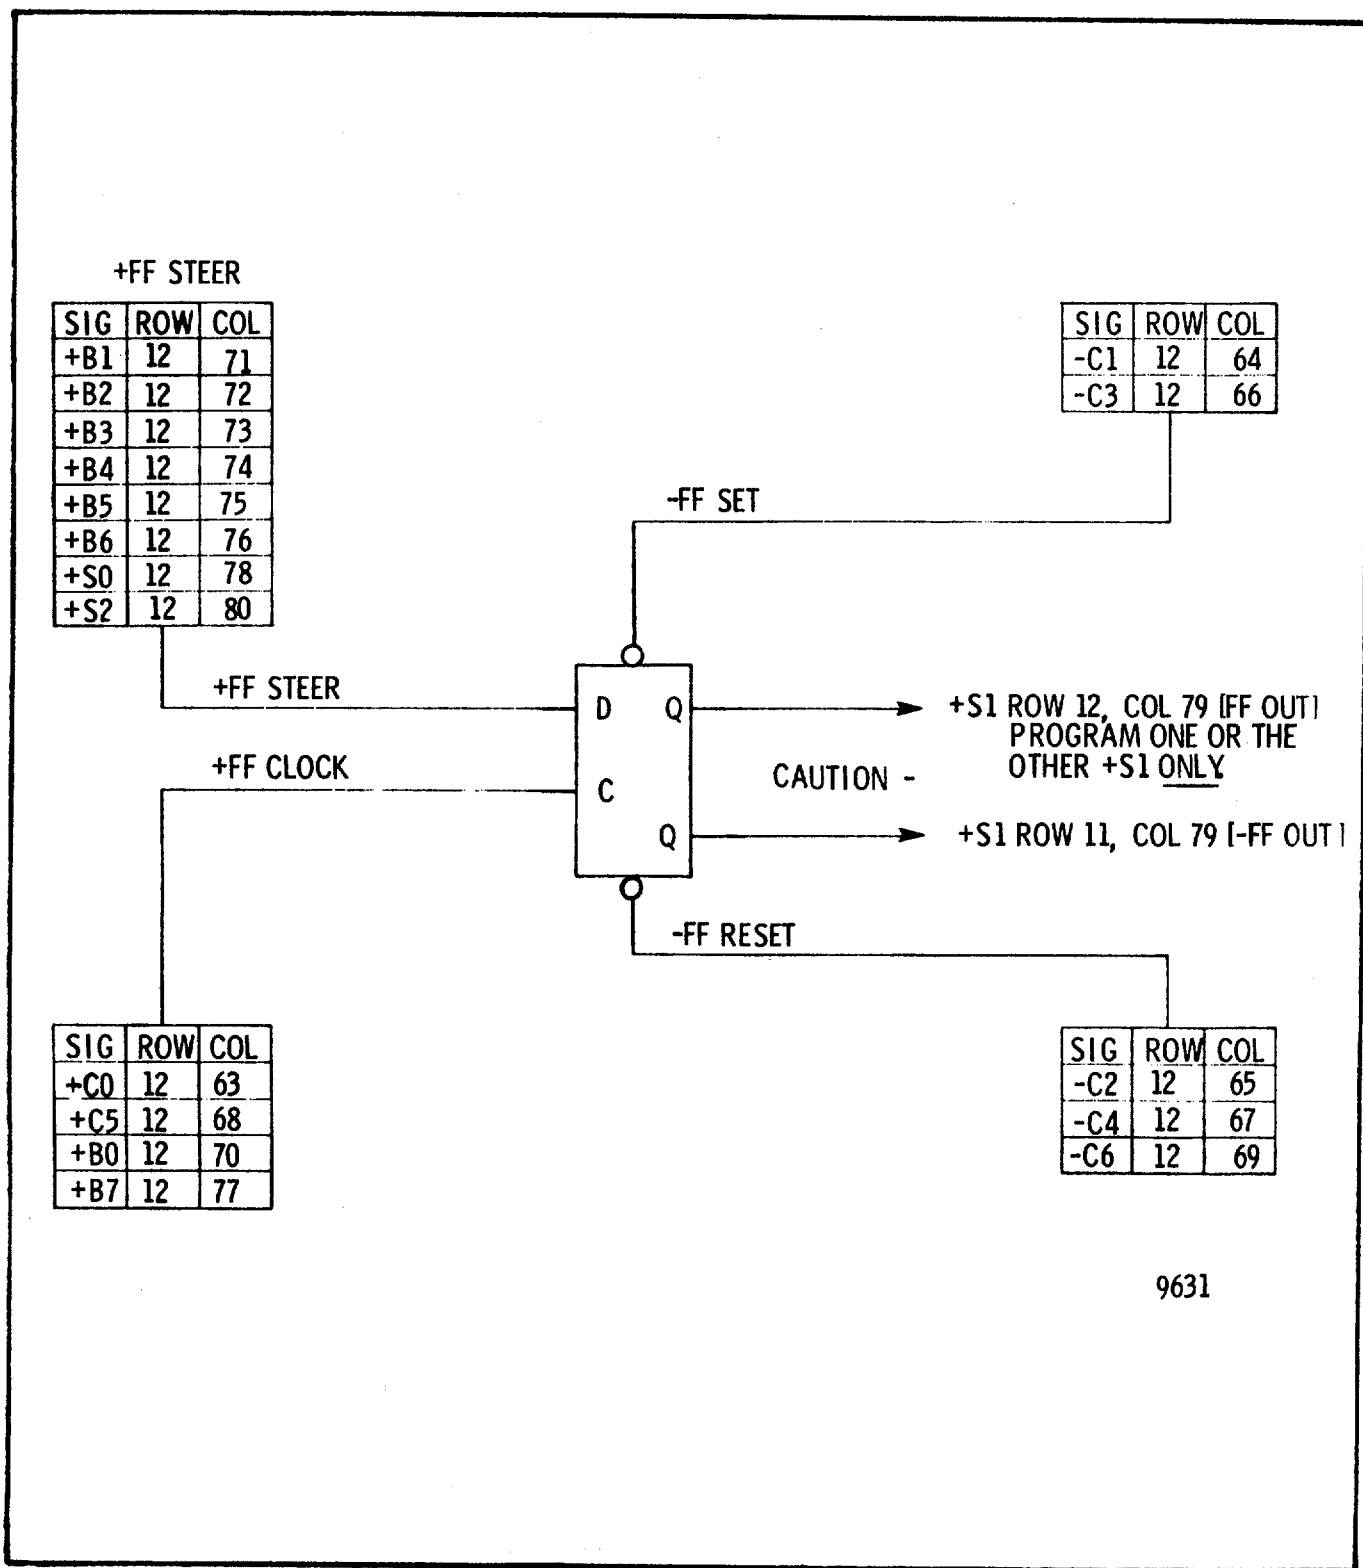 +FF STEER
SIG ROW COL
+B1 12 71
+B2 12 72
+B3 12 73
+B4 12 74
+B5 12 75
+B6 12 76
+S0 12 78
+S2 12 80
SIG ROW COL
-C1 12 64
-C3 12 66
-FF SET
+FF STEER
D Q
+S1 ROW 12, COL 79 [FF OUT]
PROGRAM ONE OR THE
OTHER +S1 ONLY.
+FF CLOCK
CAUTION -
C
Q
+S1 ROW 11, COL 79 [-FF OUT]
-FF RESET
SIG ROW COL
+C0 12 63
+C5 12 68
+B0 12 70
+B7 12 77
SIG ROW COL
-C2 12 65
-C4 12 67
-C6 12 69
9631